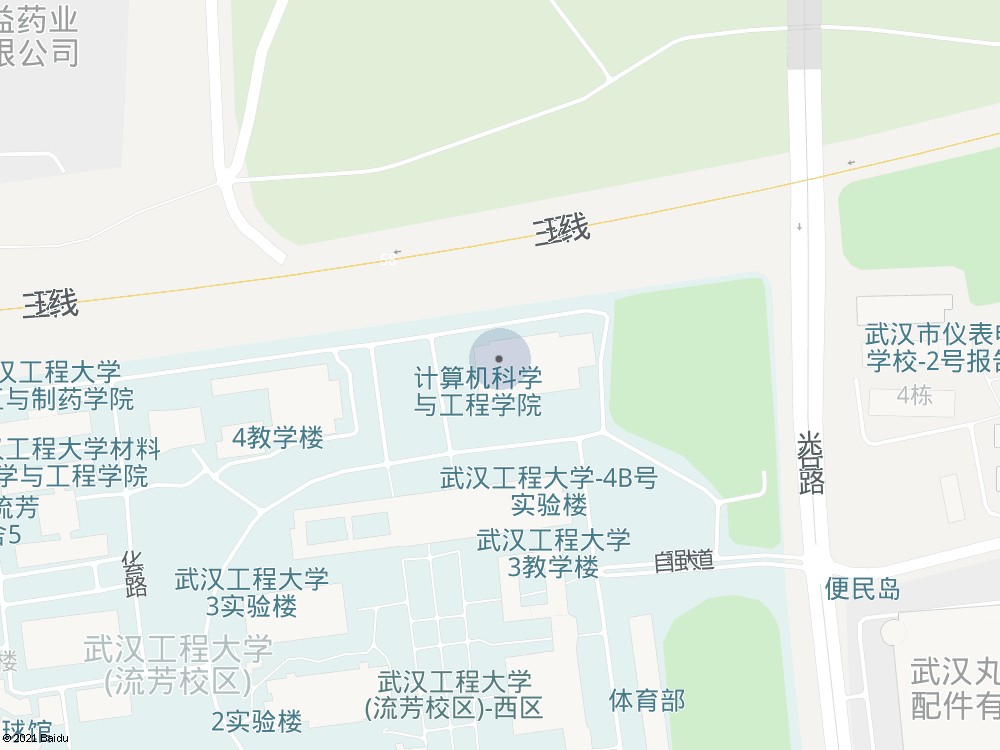 益药业
限公司
王线
S8
王线
武汉市仪表电
学校-2号报告
4栋
汉工程大学
工与制药学院
计算机科学
与工程学院
4教学楼
汉工程大学材料
学与工程学院
流芳
舍5
武汉工程大学-4B号
实验楼
光谷路
武汉工程大学
3教学楼
自强大道
华谷路
武汉工程大学
3实验楼
便民岛
武汉工程大学
(流芳校区)
楼
武汉工程大学
(流芳校区)-西区
体育部
武汉丸
配件有
2实验楼
球馆
© 2021 Baidu